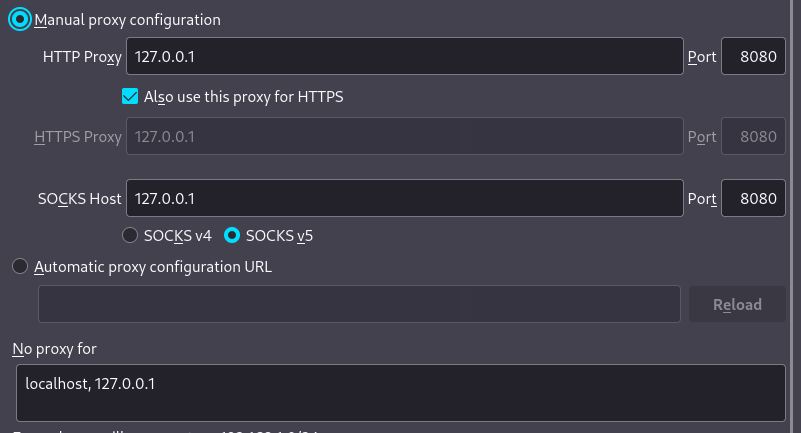 Manual proxy configuration
HTTP Proxy 127.0.0.1 Port 8080
Also use this proxy for HTTPS
HTTPS Proxy 127.0.0.1 Port 8080
SOCKS Host 127.0.0.1 Port 8080
SOCKS v4 SOCKS v5
Automatic proxy configuration URL
Reload
No proxy for
localhost, 127.0.0.1